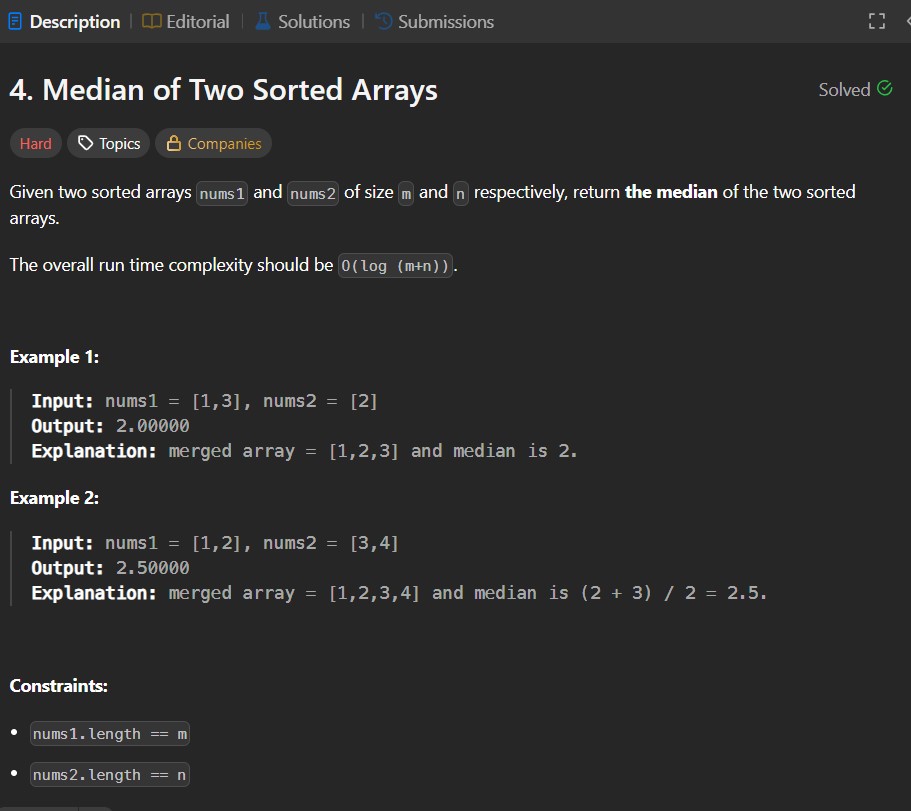 Description | Editorial | Solutions | Submissions
4. Median of Two Sorted Arrays
Solved
Hard Topics Companies
Given two sorted arrays nums1 and nums2 of size m and n respectively, return the median of the two sorted
arrays.
The overall run time complexity should be O(log (m+n)).
Example 1:
Input: nums1 = [1,3], nums2 = [2]
Output: 2.00000
Explanation: merged array = [1,2,3] and median is 2.
Example 2:
Input: nums1 = [1,2], nums2 = [3,4]
Output: 2.50000
Explanation: merged array = [1,2,3,4] and median is (2 + 3) / 2 = 2.5.
Constraints:
• nums1.length == m
• nums2.length == n